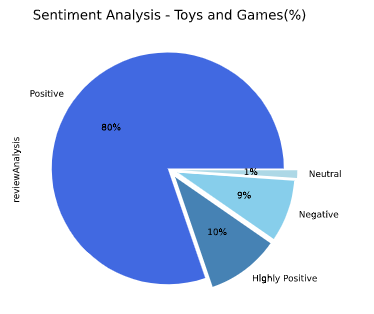 Sentiment Analysis - Toys and Games(%)
Positive
80%
reviewAnalysis
1%
Neutral
9%
Negative
10%
Highly Positive